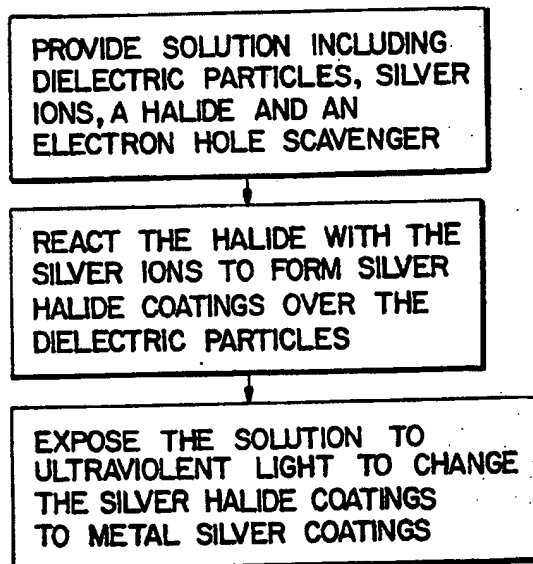 PROVIDE SOLUTION INCLUDING
DIELECTRIC PARTICLES, SILVER
IONS, A HALIDE AND AN
ELECTRON HOLE SCAVENGER
REACT THE HALIDE WITH THE
SILVER IONS TO FORM SILVER
HALIDE COATINGS OVER THE
DIELECTRIC PARTICLES
EXPOSE THE SOLUTION TO
ULTRAVIOLENT LIGHT TO CHANGE
THE SILVER HALIDE COATINGS
TO METAL SILVER COATINGS